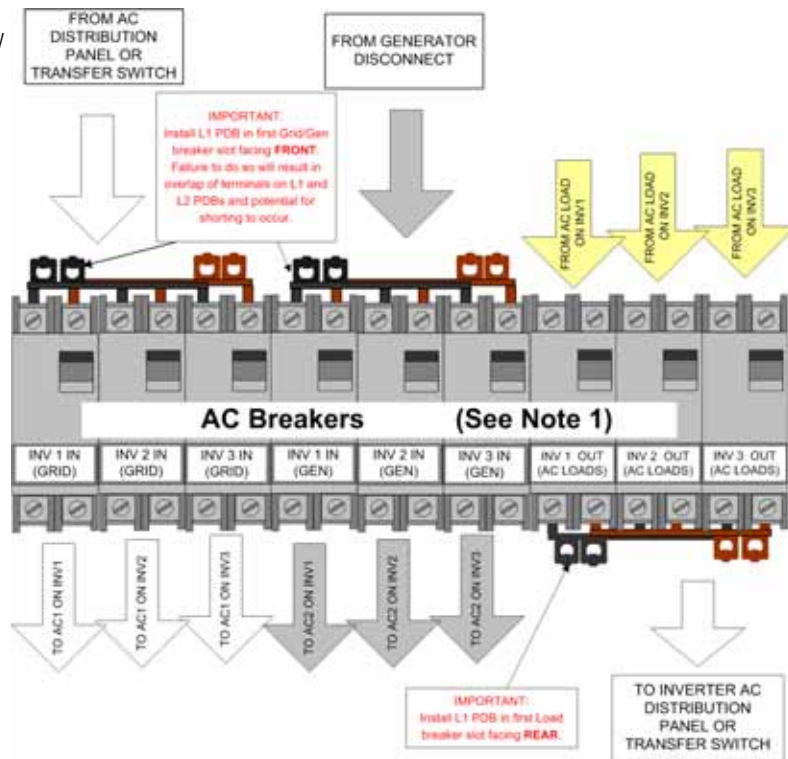 FROM AC
DISTRIBUTION
PANEL OR
TRANSFER SWITCH
FROM GENERATOR
DISCONNECT
IMPORTANT:
Install L1 PDB in first Grid/Gen
breaker slot facing FRONT.
Failure to do so will result in
overlap of terminals on L1 and
L2 PDBs and potential for
shorting to occur.
FROM AC LOAD
ON INV1
FROM AC LOAD
ON INV2
FROM AC LOAD
ON INV3
AC Breakers (See Note 1)
INV 1 IN
(GRID)
INV 2 IN
(GRID)
INV 3 IN
(GRID)
INV 1 IN
(GEN)
INV 2 IN
(GEN)
INV 3 IN
(GEN)
INV 1 OUT
(AC LOADS)
INV 2 OUT
(AC LOADS)
INV 3 OUT
(AC LOADS)
TO AC1 ON INV1
TO AC1 ON INV2
TO AC1 ON INV3
TO AC2 ON INV1
TO AC2 ON INV2
TO AC2 ON INV3
IMPORTANT:
Install L1 PDB in first Load
breaker slot facing REAR.
TO INVERTER AC
DISTRIBUTION
PANEL OR
TRANSFER SWITCH